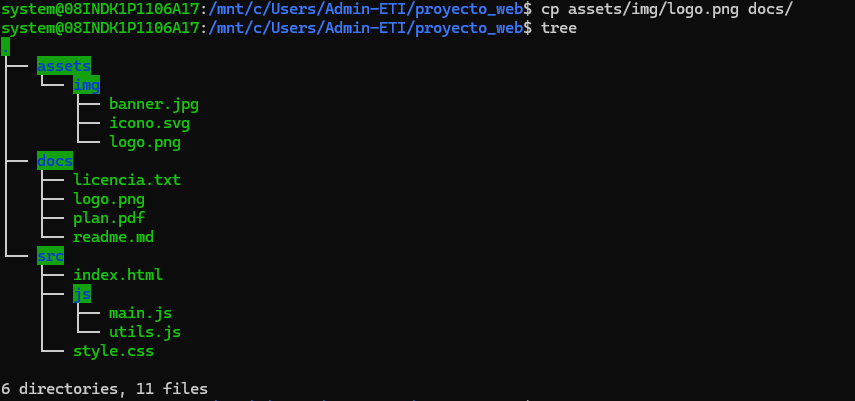 system@08INDK1P1106A17:/mnt/c/Users/Admin-ETI/proyecto_web$ cp assets/img/logo.png docs/
system@08INDK1P1106A17:/mnt/c/Users/Admin-ETI/proyecto_web$ tree
.
├── assets
│   └── img
│       ├── banner.jpg
│       ├── icono.svg
│       └── logo.png
├── docs
│   ├── licencia.txt
│   ├── logo.png
│   ├── plan.pdf
│   └── readme.md
└── src
    ├── index.html
    ├── js
    │   ├── main.js
    │   └── utils.js
    └── style.css

6 directories, 11 files